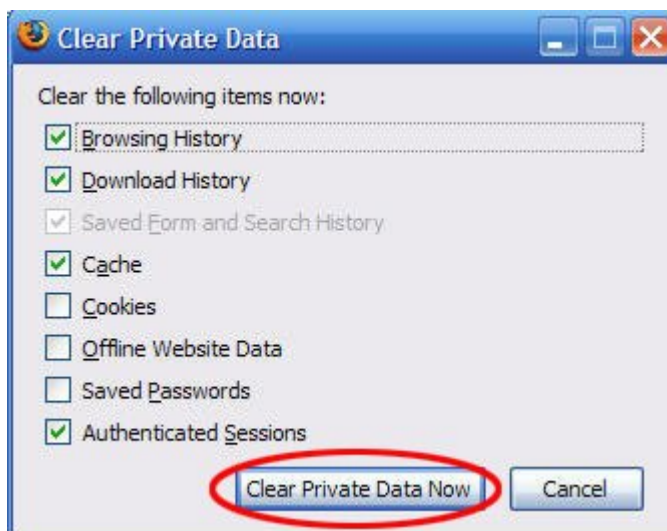 Clear Private Data
Clear the following items now:
Browsing History
Download History
Saved Form and Search History
Cache
Cookies
Offline Website Data
Saved Passwords
Authenticated Sessions
Clear Private Data Now Cancel